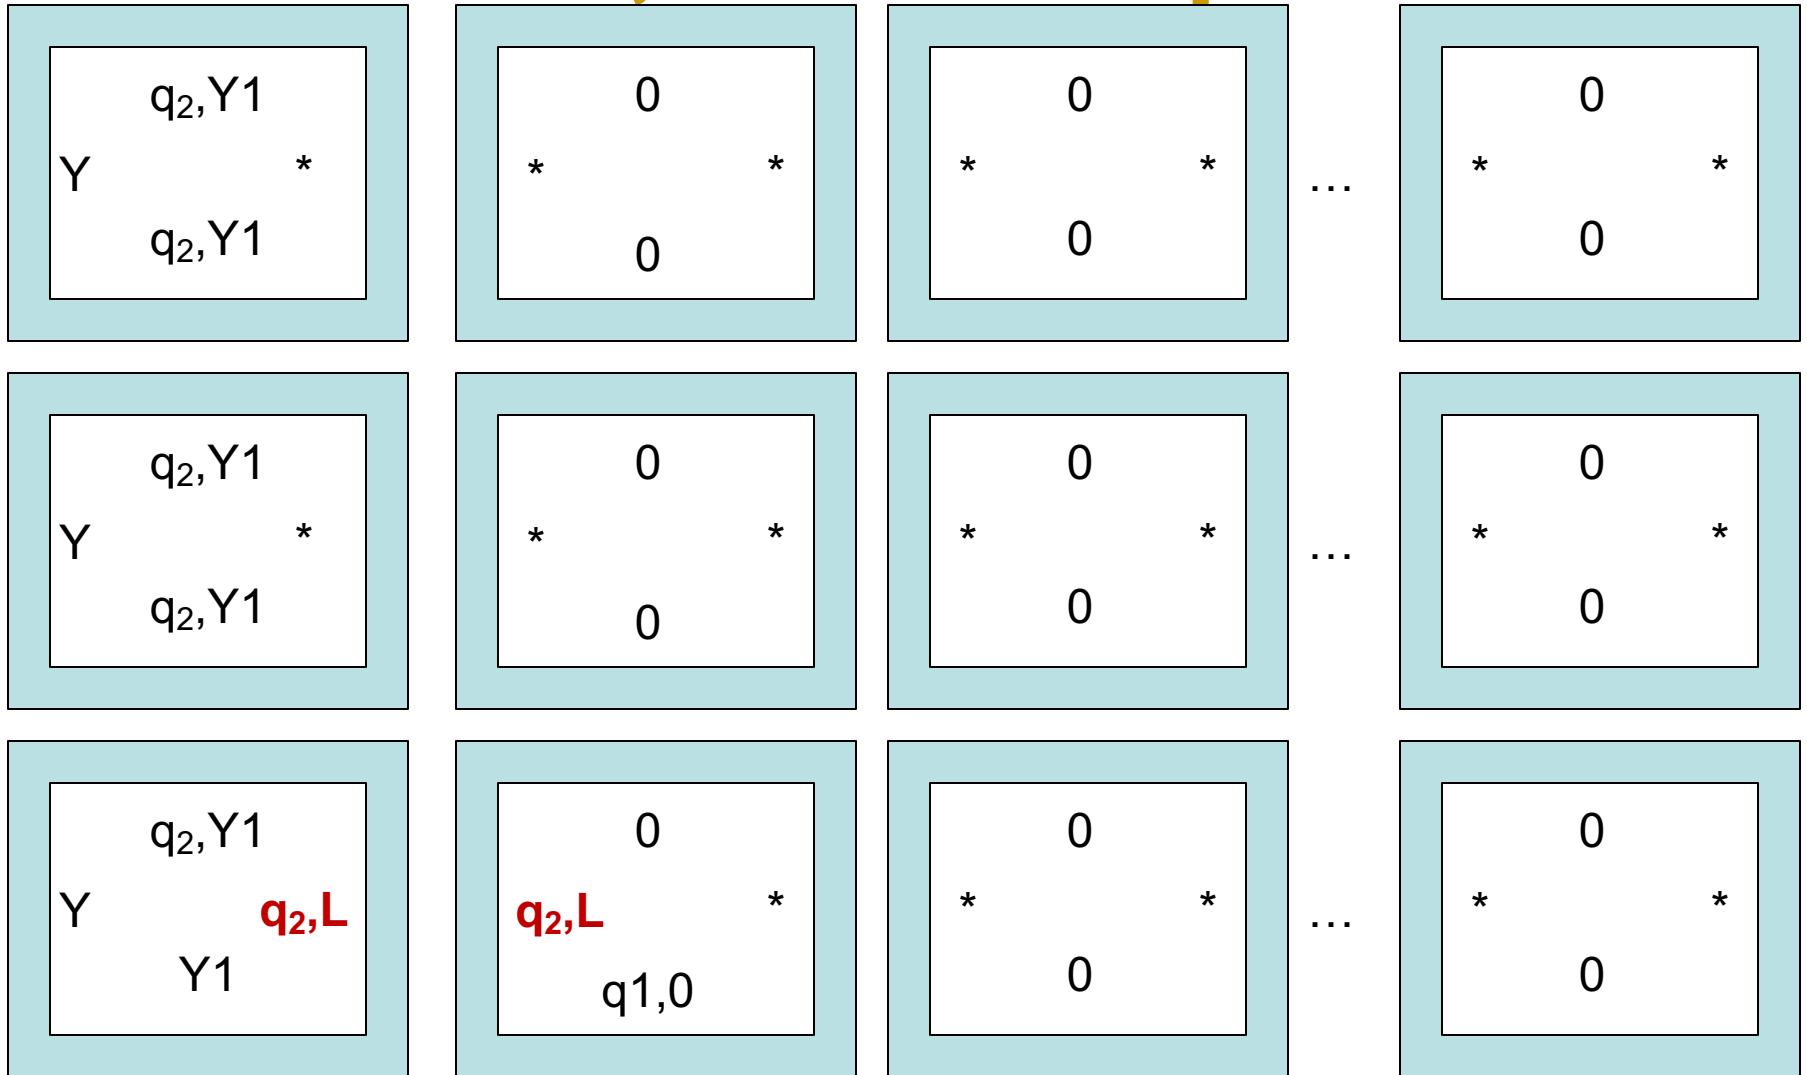 q₂,Y1 0 0 0
Y * * * * * ... * *
q₂,Y1 0 0 0
q₂,Y1 0 0 0
Y * * * * * ... * *
q₂,Y1 0 0 0
q₂,Y1 0 0 0
Y q₂,L q₂,L * * * ... * *
Y1 q1,0 0 0